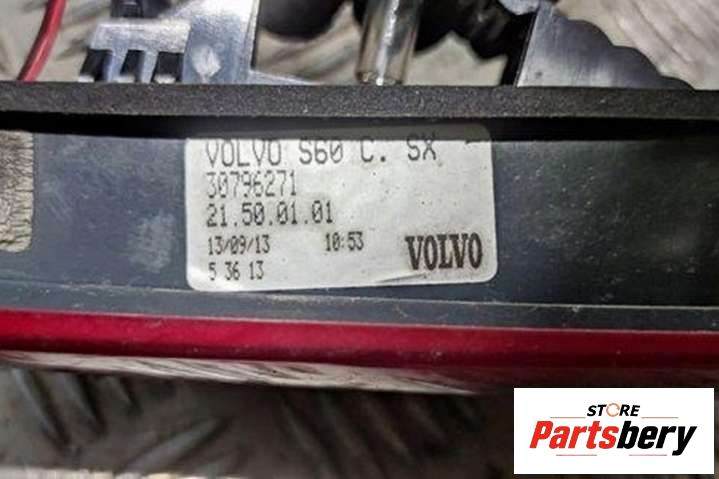 VOLVO S60 C. SX
30796271
21.50.01.01
13/09/13 10:53
5 36 13
VOLVO
STORE
Partsbery